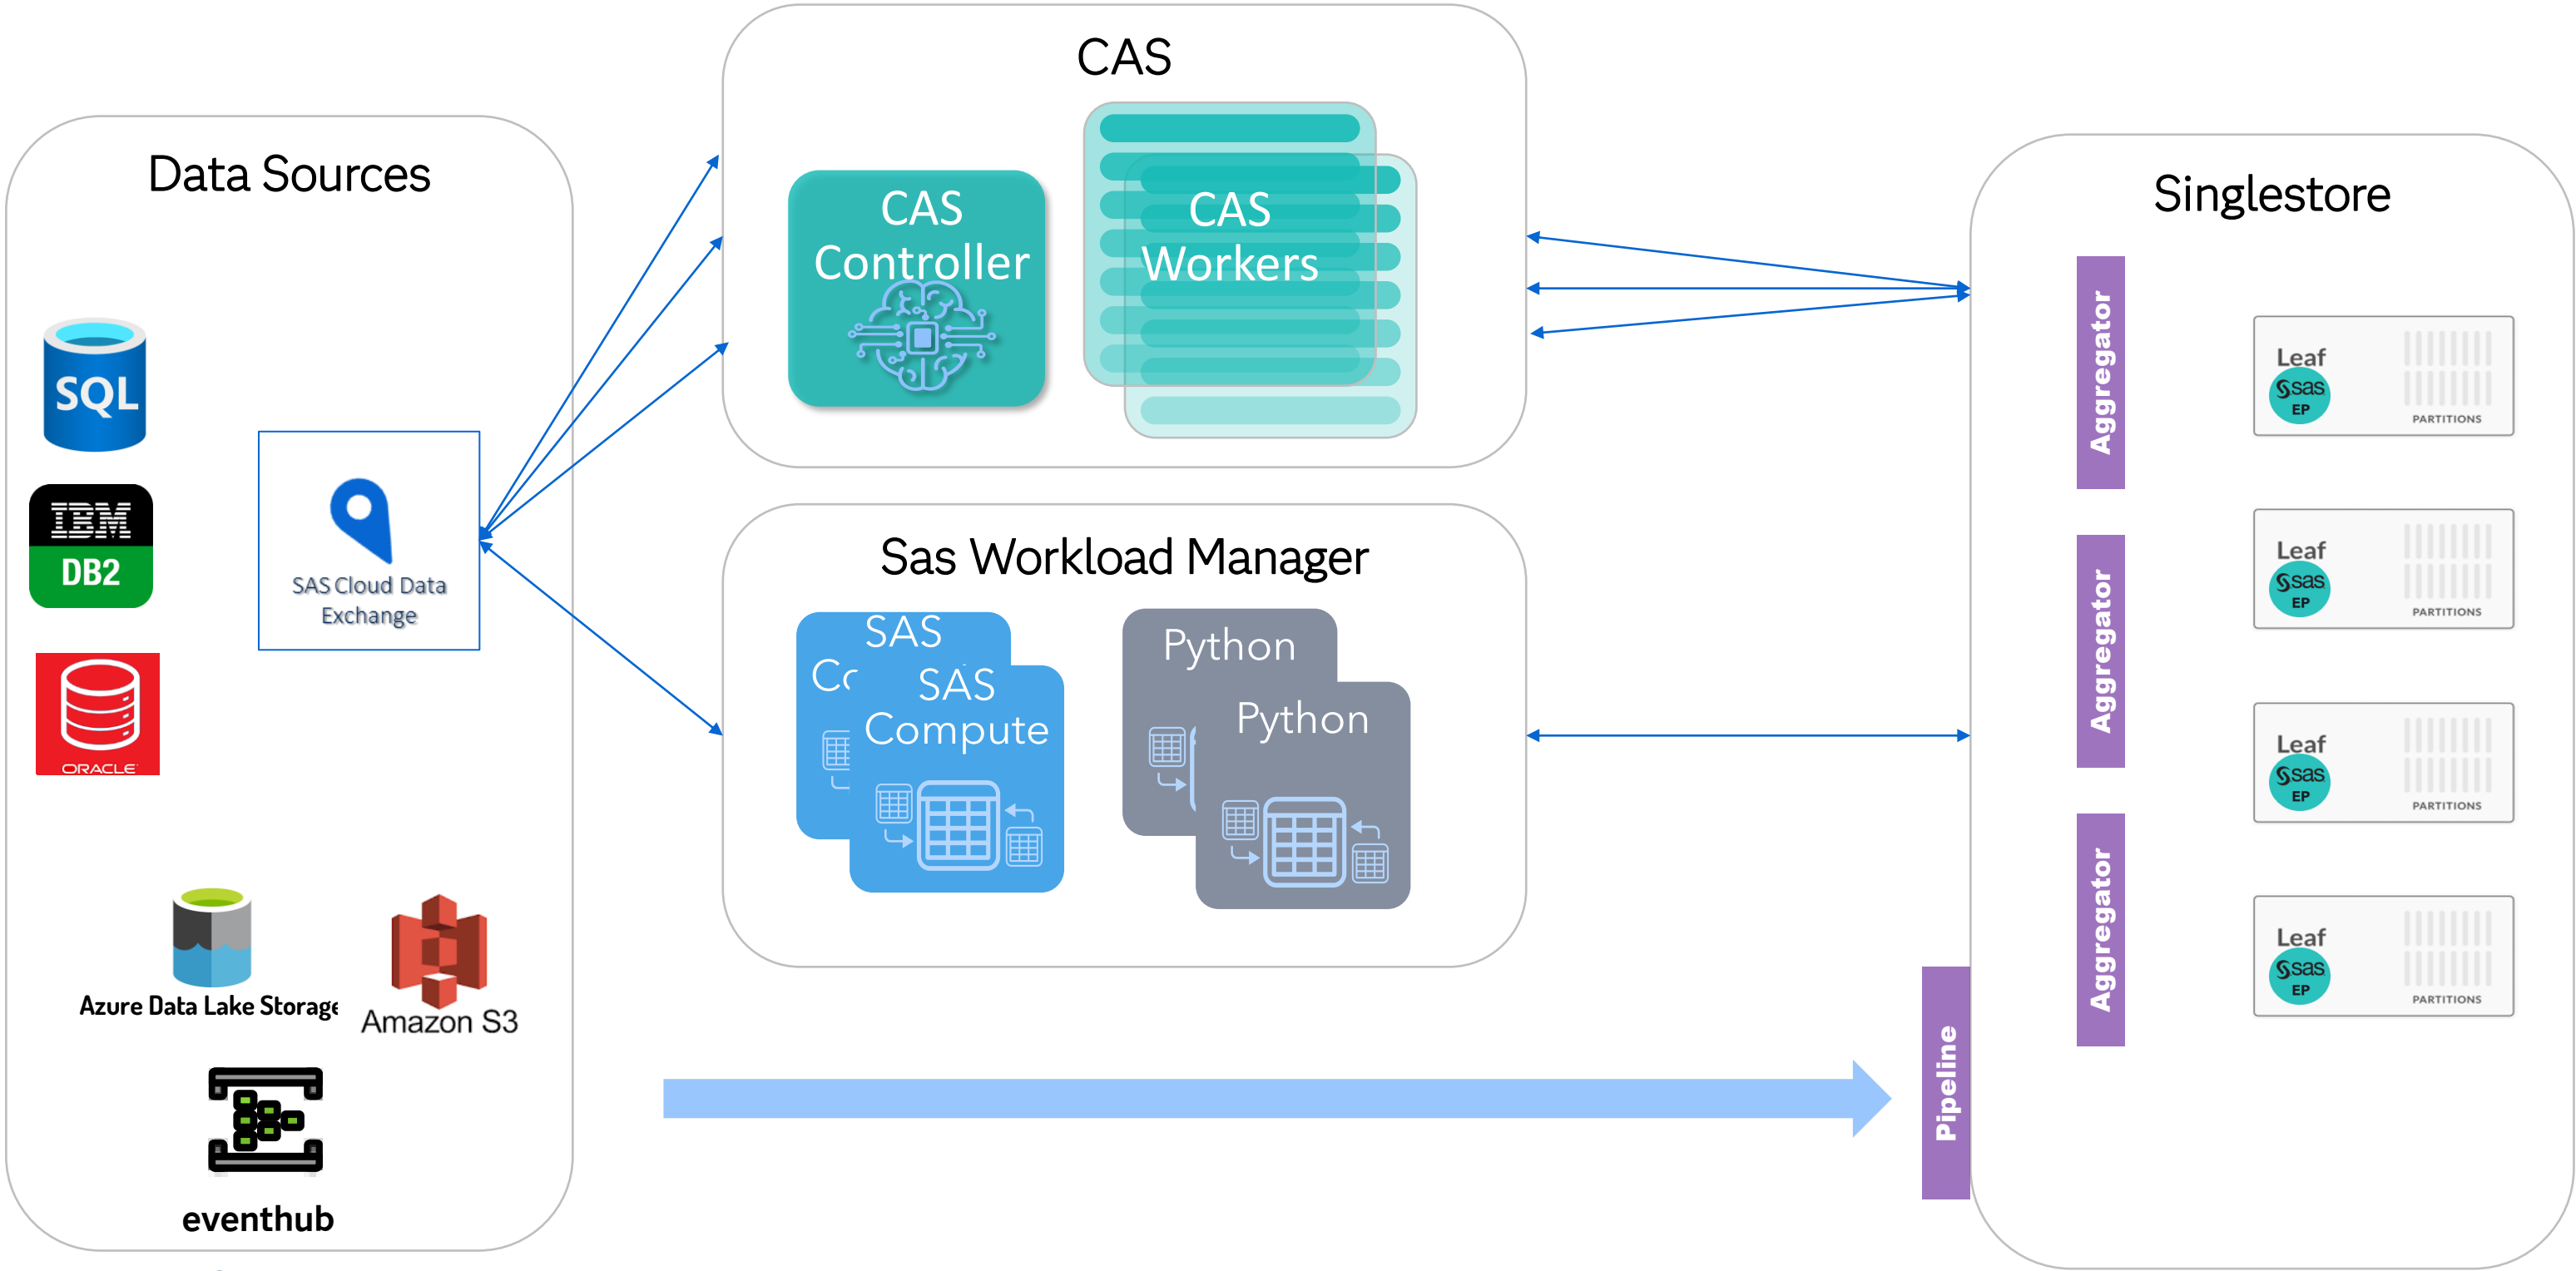 Data Sources
SQL
IBM
DB2
ORACLE
SAS Cloud Data
Exchange
Azure Data Lake Storage
Amazon S3
eventhub
CAS
CAS
Controller
CAS
Workers
Sas Workload Manager
SAS
Co
SAS
Compute
Python
Python
Pipeline
Singlestore
Aggregator
Aggregator
Aggregator
Leaf
sas
EP
PARTITIONS
Leaf
sas
EP
PARTITIONS
Leaf
sas
EP
PARTITIONS
Leaf
sas
EP
PARTITIONS